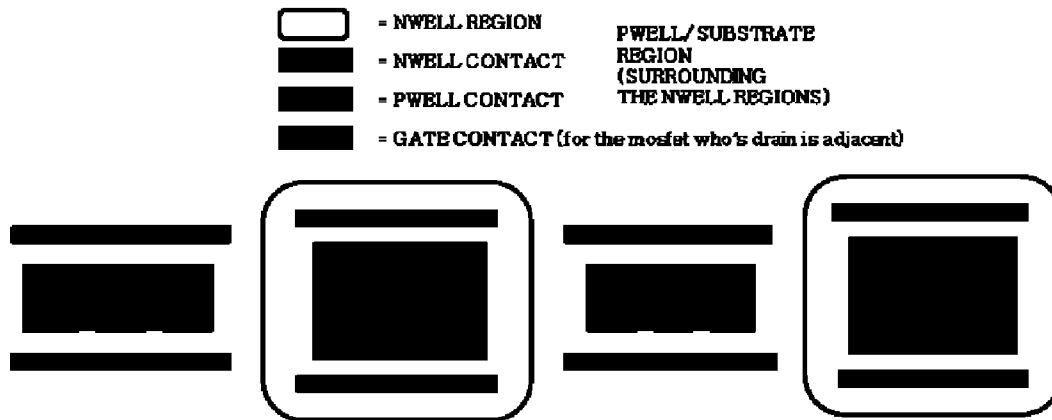 = NWELL REGION
= NWELL CONTACT
= PWELL CONTACT
= GATE CONTACT (for the mosfet who's drain is adjacent)
PWELL/SUBSTRATE
REGION
(SURROUNDING
THE NWELL REGIONS)